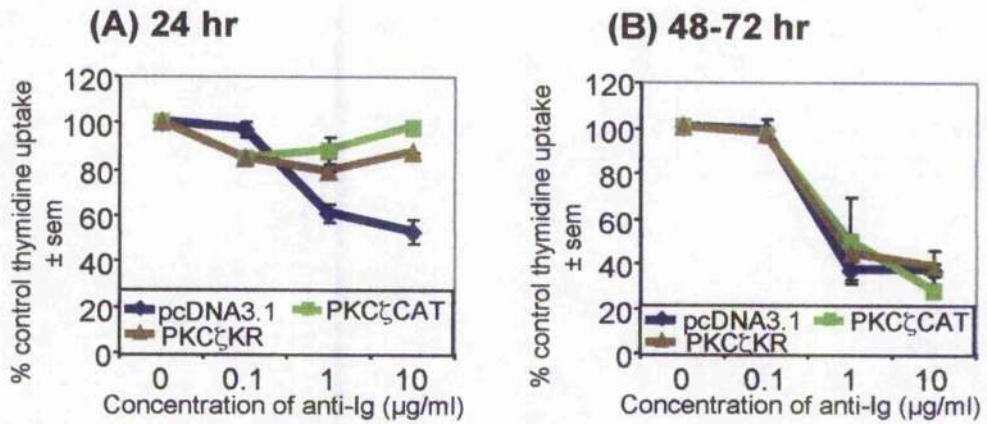 (A) 24 hr
% control thymidine uptake
± sem
120
100
80
60
40
20
0
pcDNA3.1
PKCζCAT
PKCζKR
0 0.1 1 10
Concentration of anti-Ig (µg/ml)
(B) 48-72 hr
% control thymidine uptake
± sem
120
100
80
60
40
20
0
pcDNA3.1
PKCζCAT
PKCζKR
0 0.1 1 10
Concentration of anti-Ig (µg/ml)